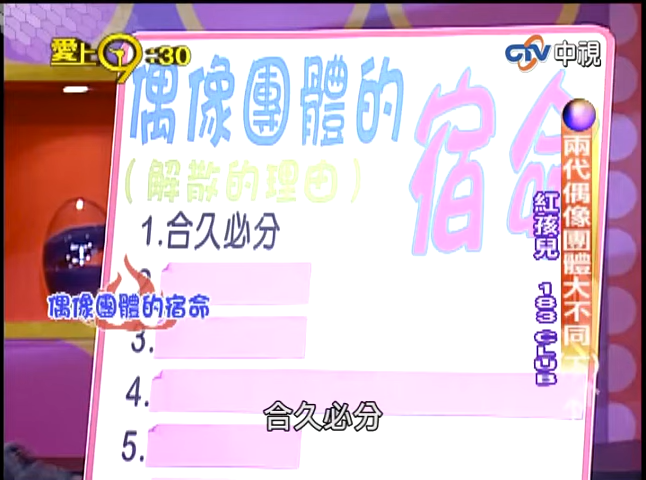 愛上9:30
CTV中視
偶像團體的
宿命
(解散的理由)
1.合久必分
偶像團體的宿命
3.
4.
5.
兩代偶像團體大不同
紅孩兒 183 CLUB
合久必分